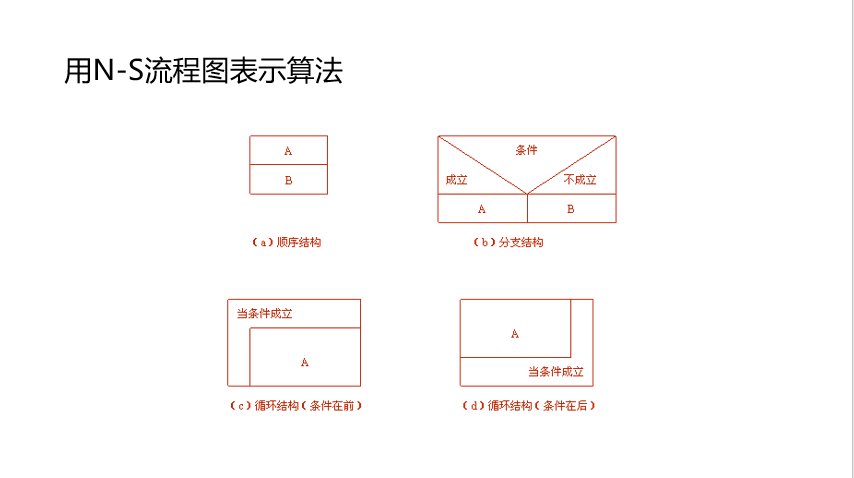 用N-S流程图表示算法
A
B
（a）顺序结构
条件
成立
不成立
A
B
（b）分支结构
当条件成立
A
（c）循环结构（条件在前）
A
当条件成立
（d）循环结构（条件在后）